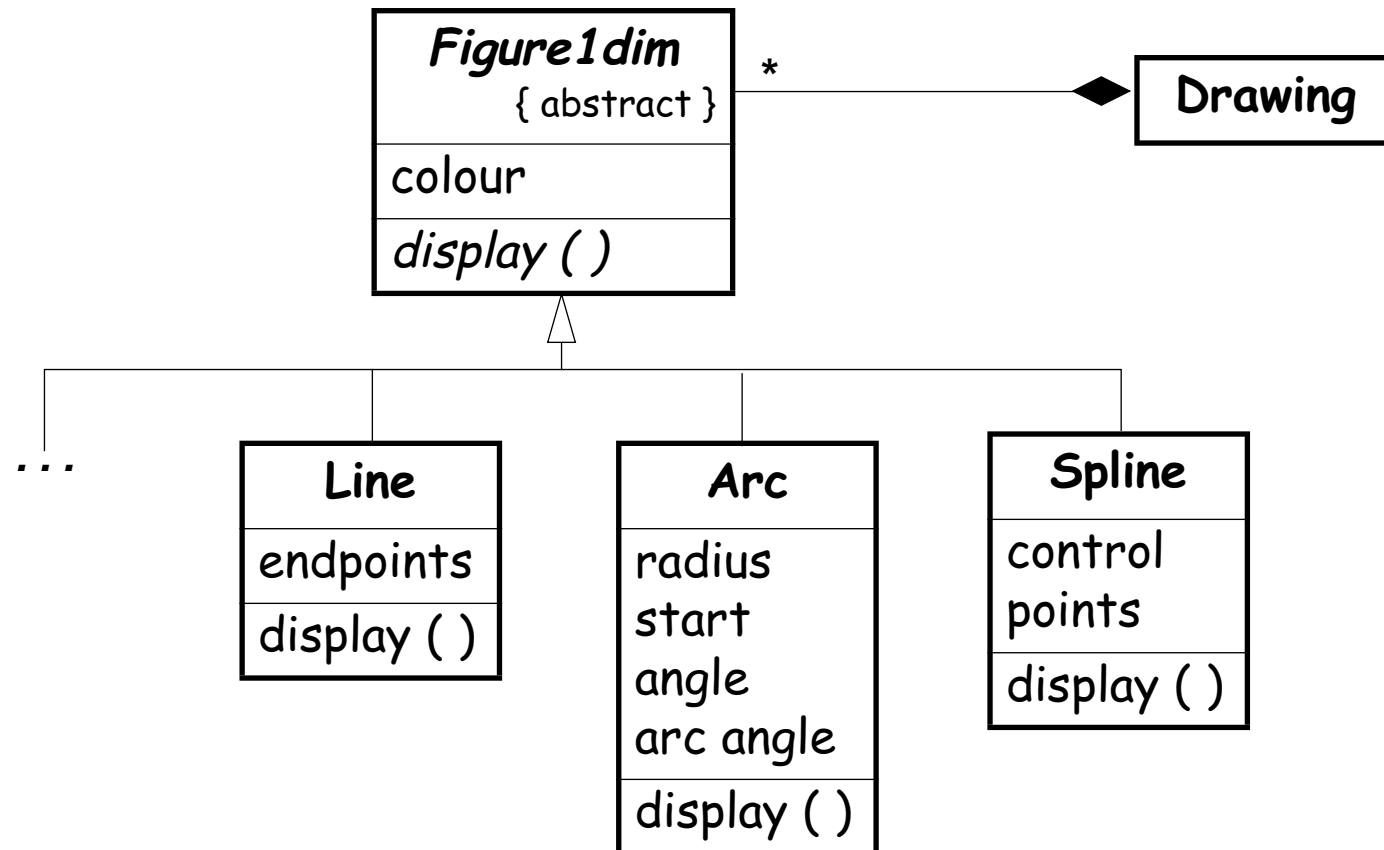 Figure1dim
{ abstract }
colour
display ( )
*
Drawing
...
Line
endpoints
display ( )
Arc
radius
start
angle
arc angle
display ( )
Spline
control
points
display ( )